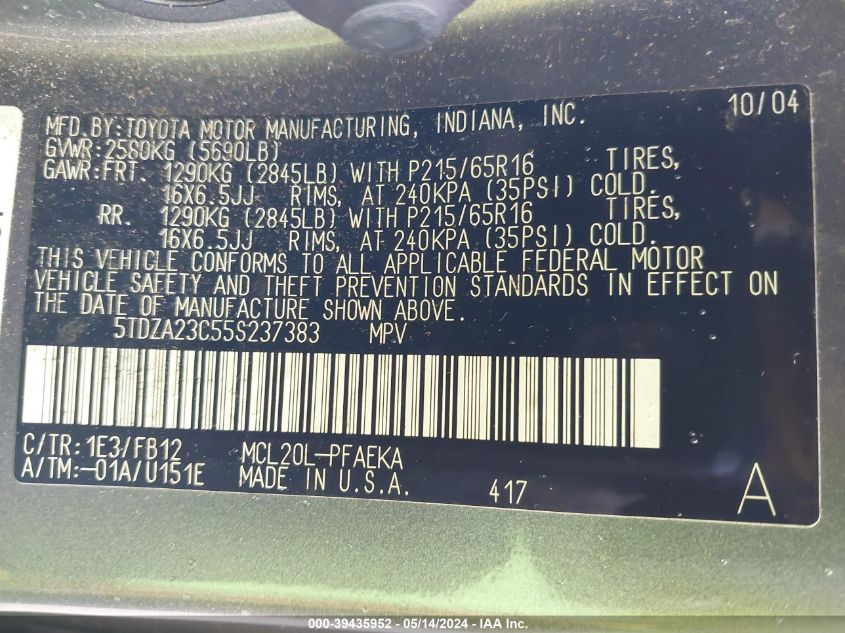 10/04
MFD. BY: TOYOTA MOTOR MANUFACTURING, INDIANA, INC.
GVWR: 2580KG (5690LB)
GAWR: FRT. 1290KG (2845LB) WITH P215/65R16 TIRES,
16X6.5JJ RIMS, AT 240KPA (35PSI) COLD.
RR. 1290KG (2845LB) WITH P215/65R16 TIRES,
16X6.5JJ RIMS, AT 240KPA (35PSI) COLD.
THIS VEHICLE CONFORMS TO ALL APPLICABLE FEDERAL MOTOR
VEHICLE SAFETY AND THEFT PREVENTION STANDARDS IN EFFECT ON
THE DATE OF MANUFACTURE SHOWN ABOVE.
5TDZA23C55S237383 MPV
C/TR: 1E3/FB12 MCL20L-PFAEKA
A/TM:-01A/U151E MADE IN U.S.A. 417 A
000-39435952 - 05/14/2024 - IAA Inc.